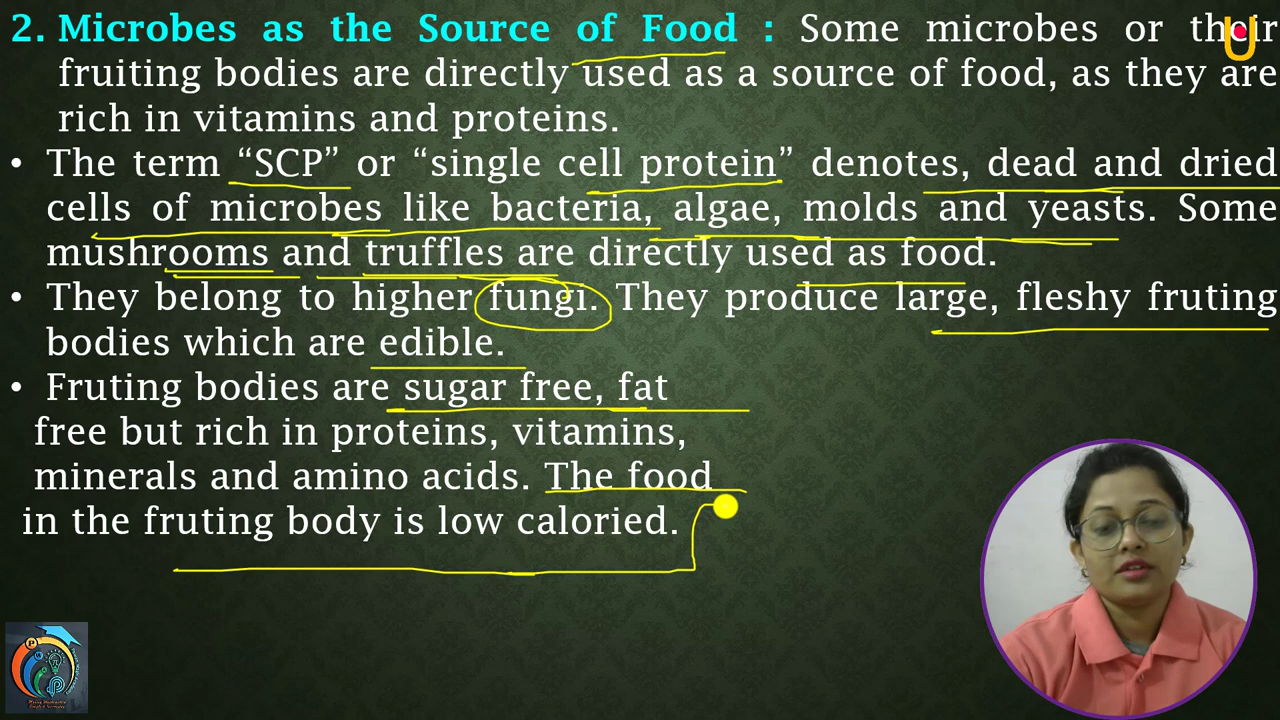 2. Microbes as the Source of Food : Some microbes or their
fruiting bodies are directly used as a source of food, as they are
rich in vitamins and proteins.
• The term “SCP” or “single cell protein” denotes, dead and dried
cells of microbes like bacteria, algae, molds and yeasts. Some
mushrooms and truffles are directly used as food.
• They belong to higher fungi. They produce large, fleshy fruting
bodies which are edible.
• Fruting bodies are sugar free, fat
free but rich in proteins, vitamins,
minerals and amino acids. The food
in the fruting body is low caloried.